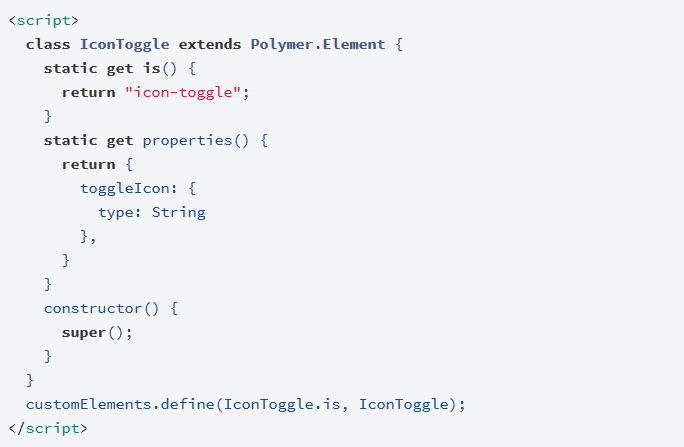 <script>
  class IconToggle extends Polymer.Element {
    static get is() {
      return "icon-toggle";
    }
    static get properties() {
      return {
        toggleIcon: {
          type: String
        },
      }
    }
    constructor() {
      super();
    }
  }
  customElements.define(IconToggle.is, IconToggle);
</script>